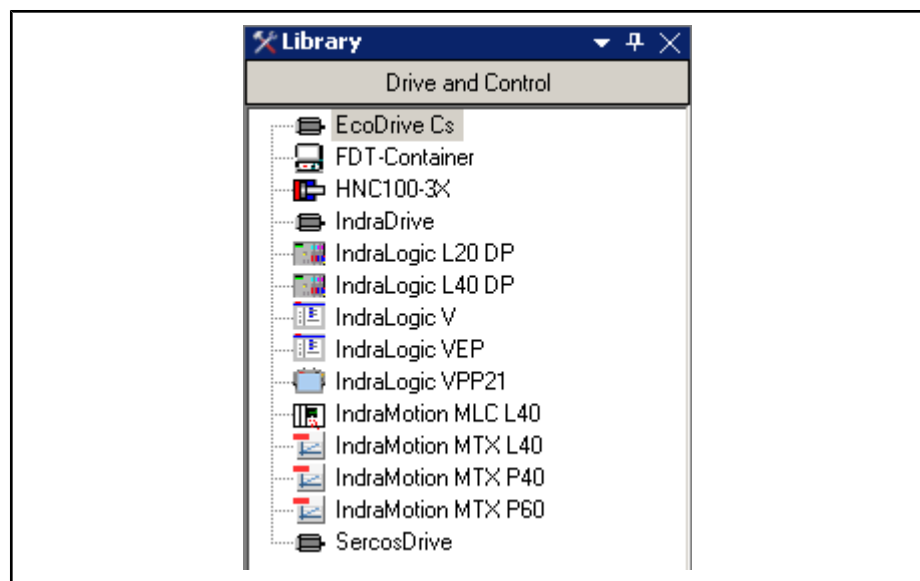 Library
Drive and Control
EcoDrive Cs
FDT-Container
HNC100-3X
IndraDrive
IndraLogic L20 DP
IndraLogic L40 DP
IndraLogic V
IndraLogic VEP
IndraLogic VPP21
IndraMotion MLC L40
IndraMotion MTX L40
IndraMotion MTX P40
IndraMotion MTX P60
SercosDrive